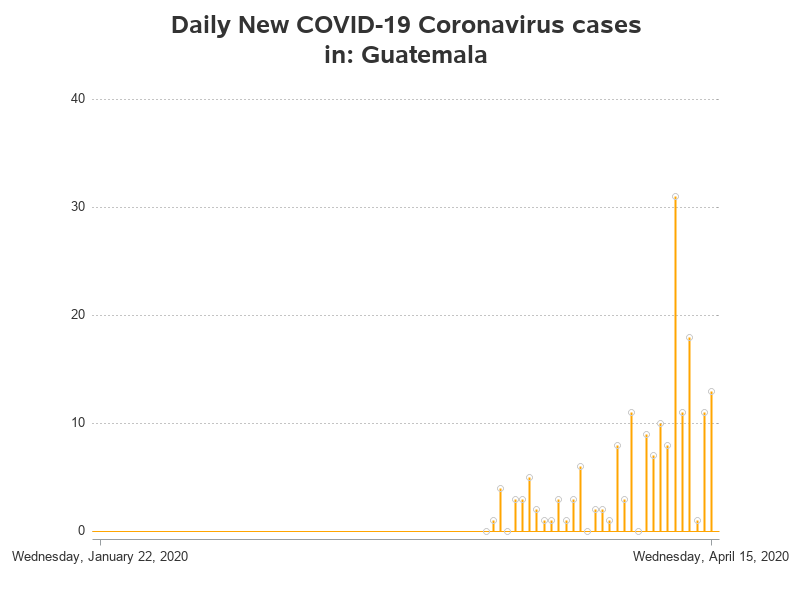 Daily New COVID-19 Coronavirus cases
in: Guatemala
40
30
20
10
0
Wednesday, January 22, 2020
Wednesday, April 15, 2020